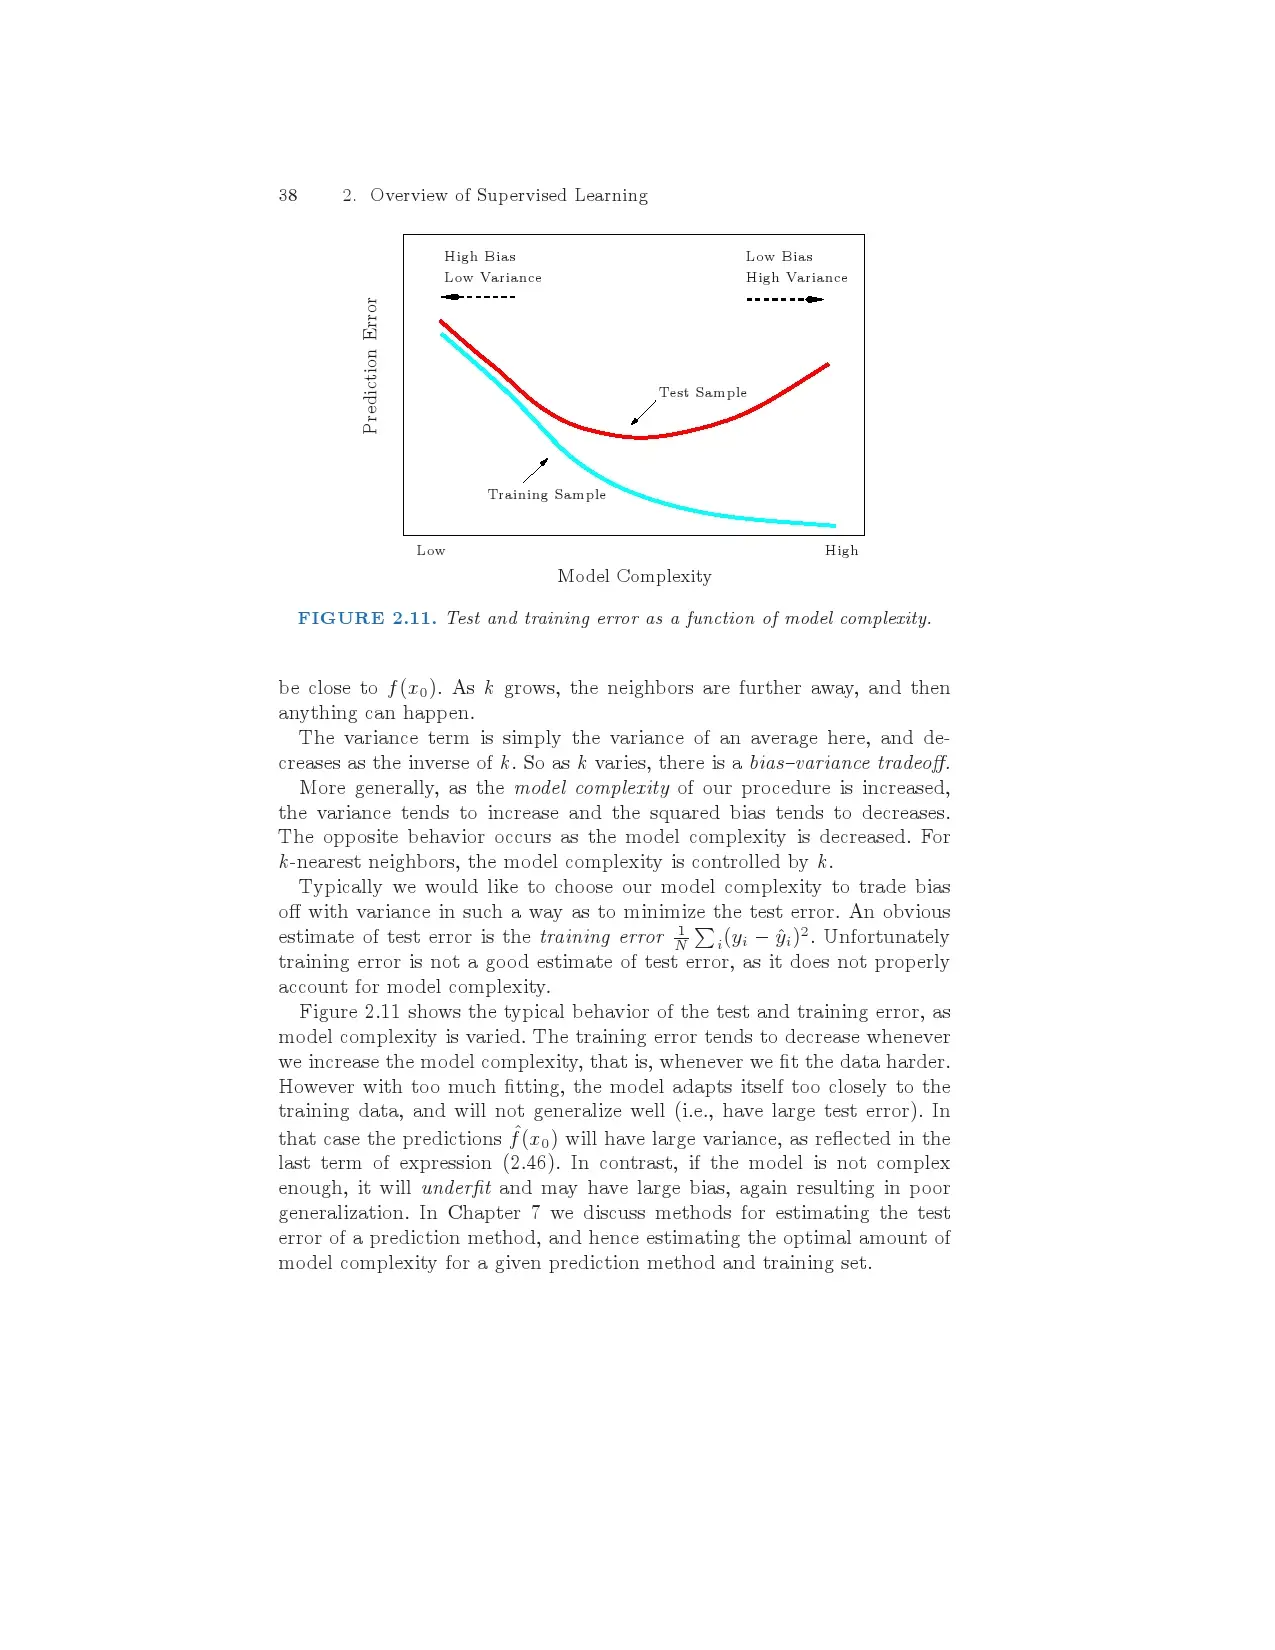 38 2. Overview of Supervised Learning
High Bias
Low Variance
Low Bias
High Variance
Prediction Error
Test Sample
Training Sample
Low
High
Model Complexity
FIGURE 2.11. Test and training error as a function of model complexity.
be close to f(x₀). As k grows, the neighbors are further away, and then
anything can happen.
The variance term is simply the variance of an average here, and de-
creases as the inverse of k. So as k varies, there is a bias–variance tradeoff.
More generally, as the model complexity of our procedure is increased,
the variance tends to increase and the squared bias tends to decreases.
The opposite behavior occurs as the model complexity is decreased. For
k-nearest neighbors, the model complexity is controlled by k.
Typically we would like to choose our model complexity to trade bias
off with variance in such a way as to minimize the test error. An obvious
estimate of test error is the training error 1/N ∑ᵢ(yᵢ − ŷᵢ)². Unfortunately
training error is not a good estimate of test error, as it does not properly
account for model complexity.
Figure 2.11 shows the typical behavior of the test and training error, as
model complexity is varied. The training error tends to decrease whenever
we increase the model complexity, that is, whenever we fit the data harder.
However with too much fitting, the model adapts itself too closely to the
training data, and will not generalize well (i.e., have large test error). In
that case the predictions f̂(x₀) will have large variance, as reflected in the
last term of expression (2.46). In contrast, if the model is not complex
enough, it will underfit and may have large bias, again resulting in poor
generalization. In Chapter 7 we discuss methods for estimating the test
error of a prediction method, and hence estimating the optimal amount of
model complexity for a given prediction method and training set.